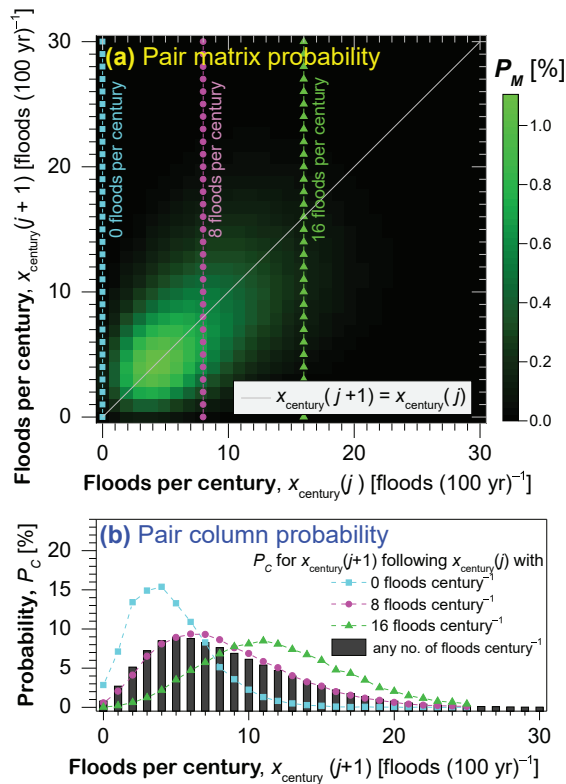 (a) Pair matrix probability
P_M [%]
Floods per century, x_century(j + 1) [floods (100 yr)⁻¹]
30
20
10
0
0 floods per century
8 floods per century
16 floods per century
x_century(j+1) = x_century(j)
1.0
0.8
0.6
0.4
0.2
0.0
0 10 20 30
Floods per century, x_century(j) [floods (100 yr)⁻¹]
(b) Pair column probability
Probability, P_C [%]
20
15
10
5
0
P_C for x_century(j+1) following x_century(j) with
0 floods century⁻¹
8 floods century⁻¹
16 floods century⁻¹
any no. of floods century⁻¹
0 10 20 30
Floods per century, x_century (j+1) [floods (100 yr)⁻¹]